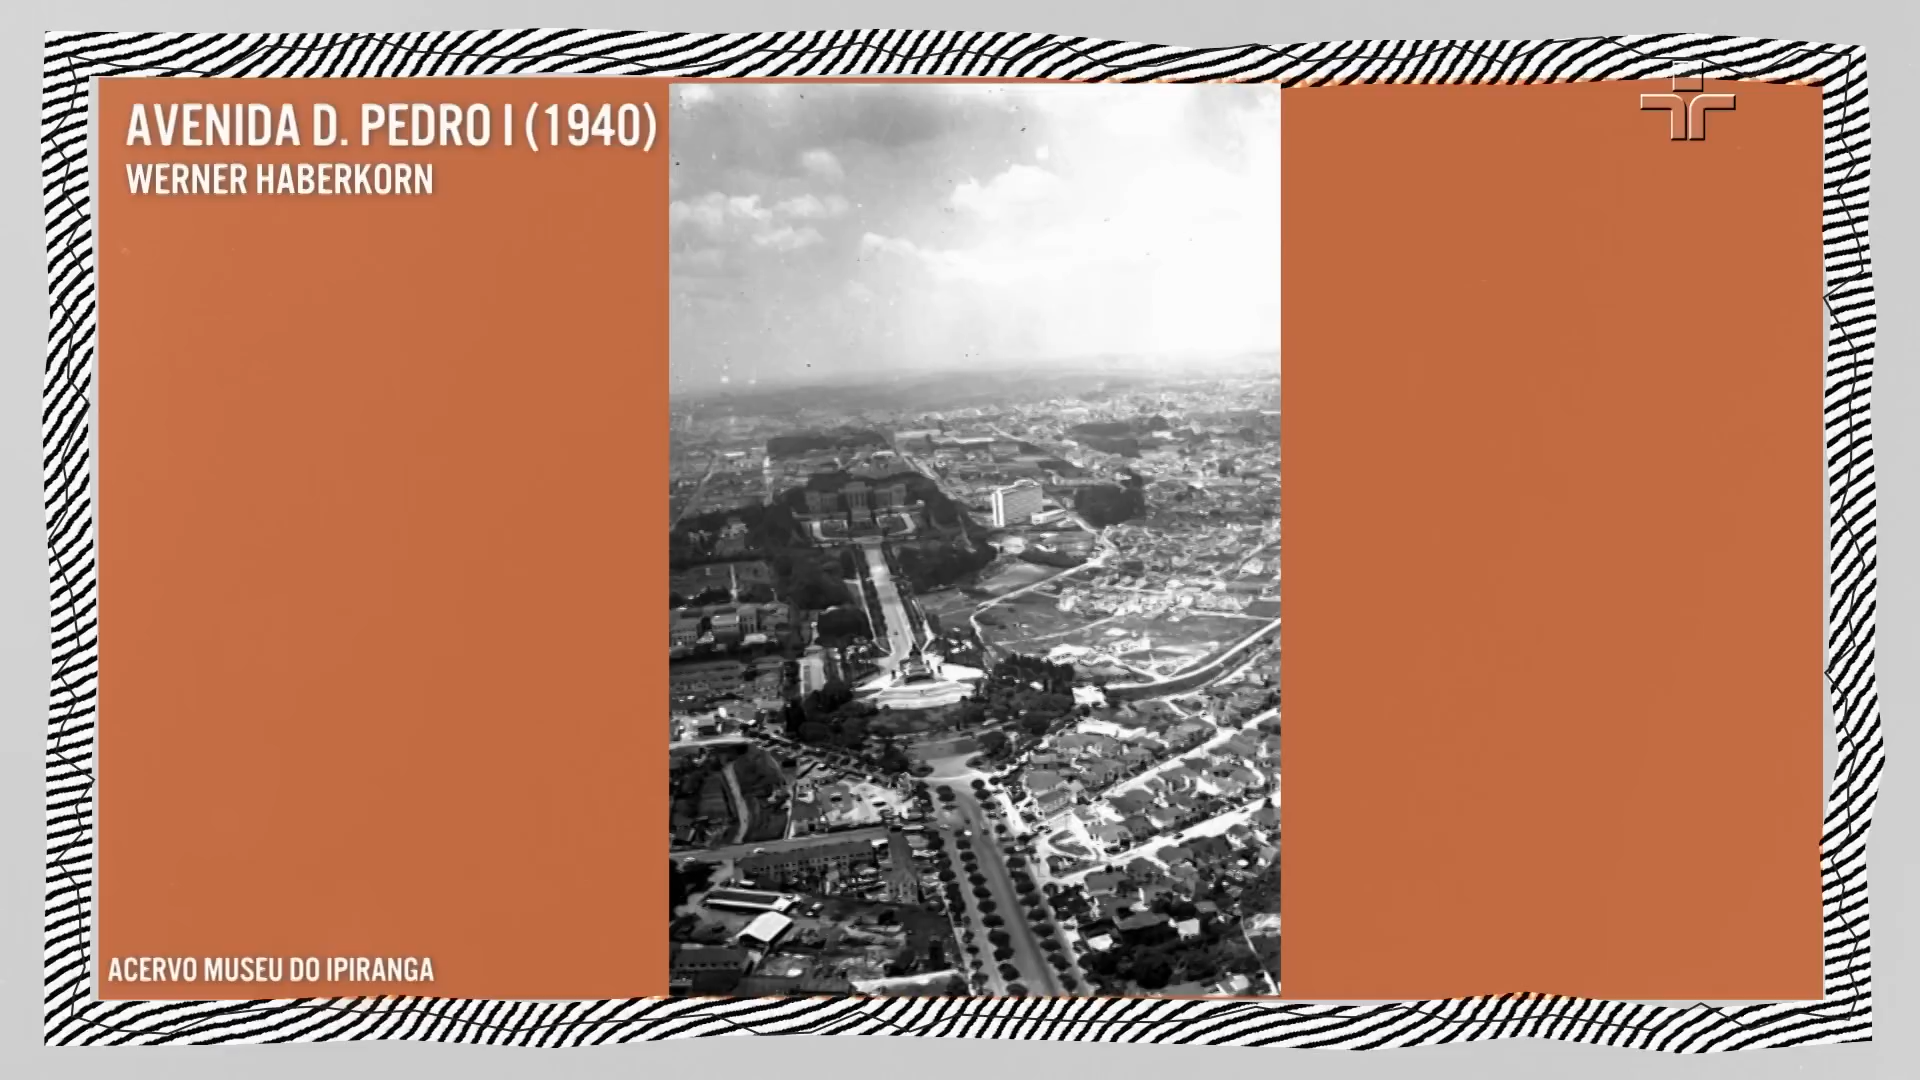 AVENIDA D. PEDRO I (1940)
WERNER HABERKORN
ACERVO MUSEU DO IPIRANGA